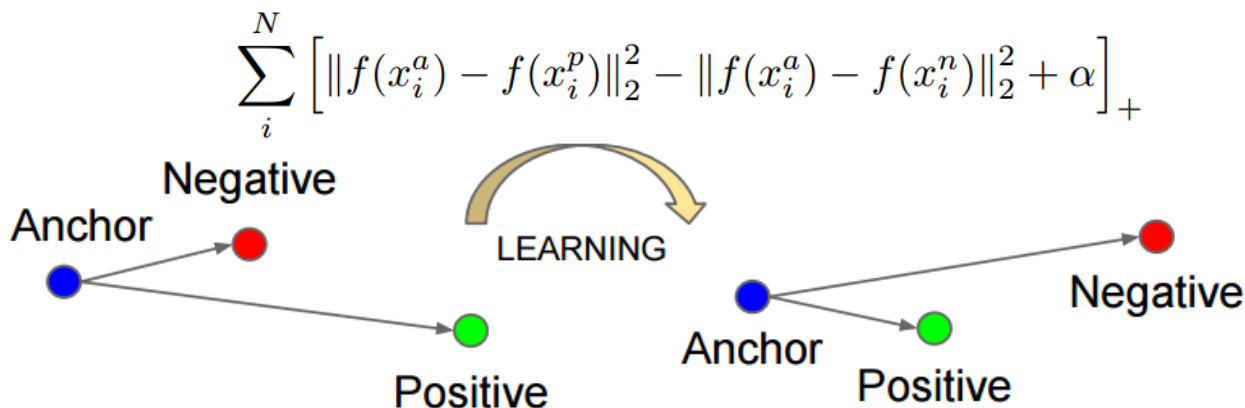 \sum_{i}^{N} \left[ \| f(x_i^a) - f(x_i^p) \|_2^2 - \| f(x_i^a) - f(x_i^n) \|_2^2 + \alpha \right]_+
Negative
Anchor
LEARNING
Positive
Negative
Anchor
Positive